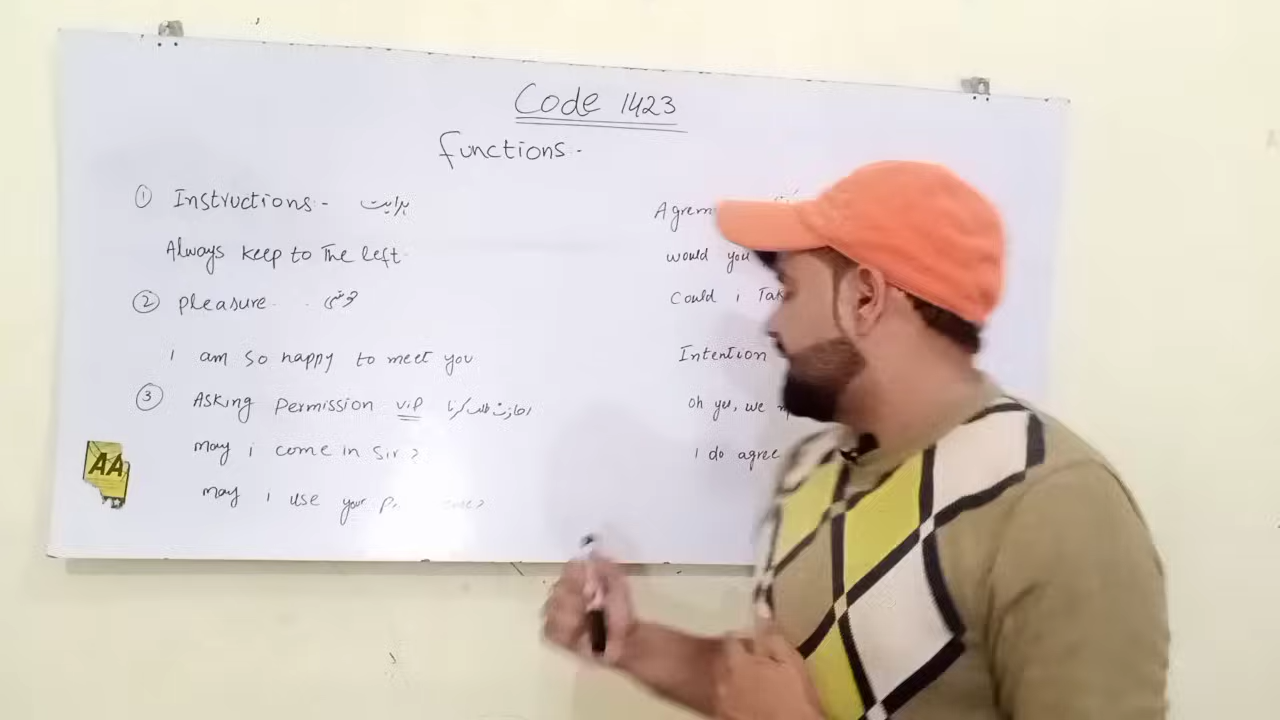 Code 1423
Functions:-
① Instructions:- ہدایت
Always keep to The left.
② pleasure خوشی
i am so happy to meet you
③ Asking permission v.i.p اجازت طلب کرنا
may i come in Sir?
may i use your
Agrem
would you
Could i Tak
Intention
oh yes, we
I do agree
AA